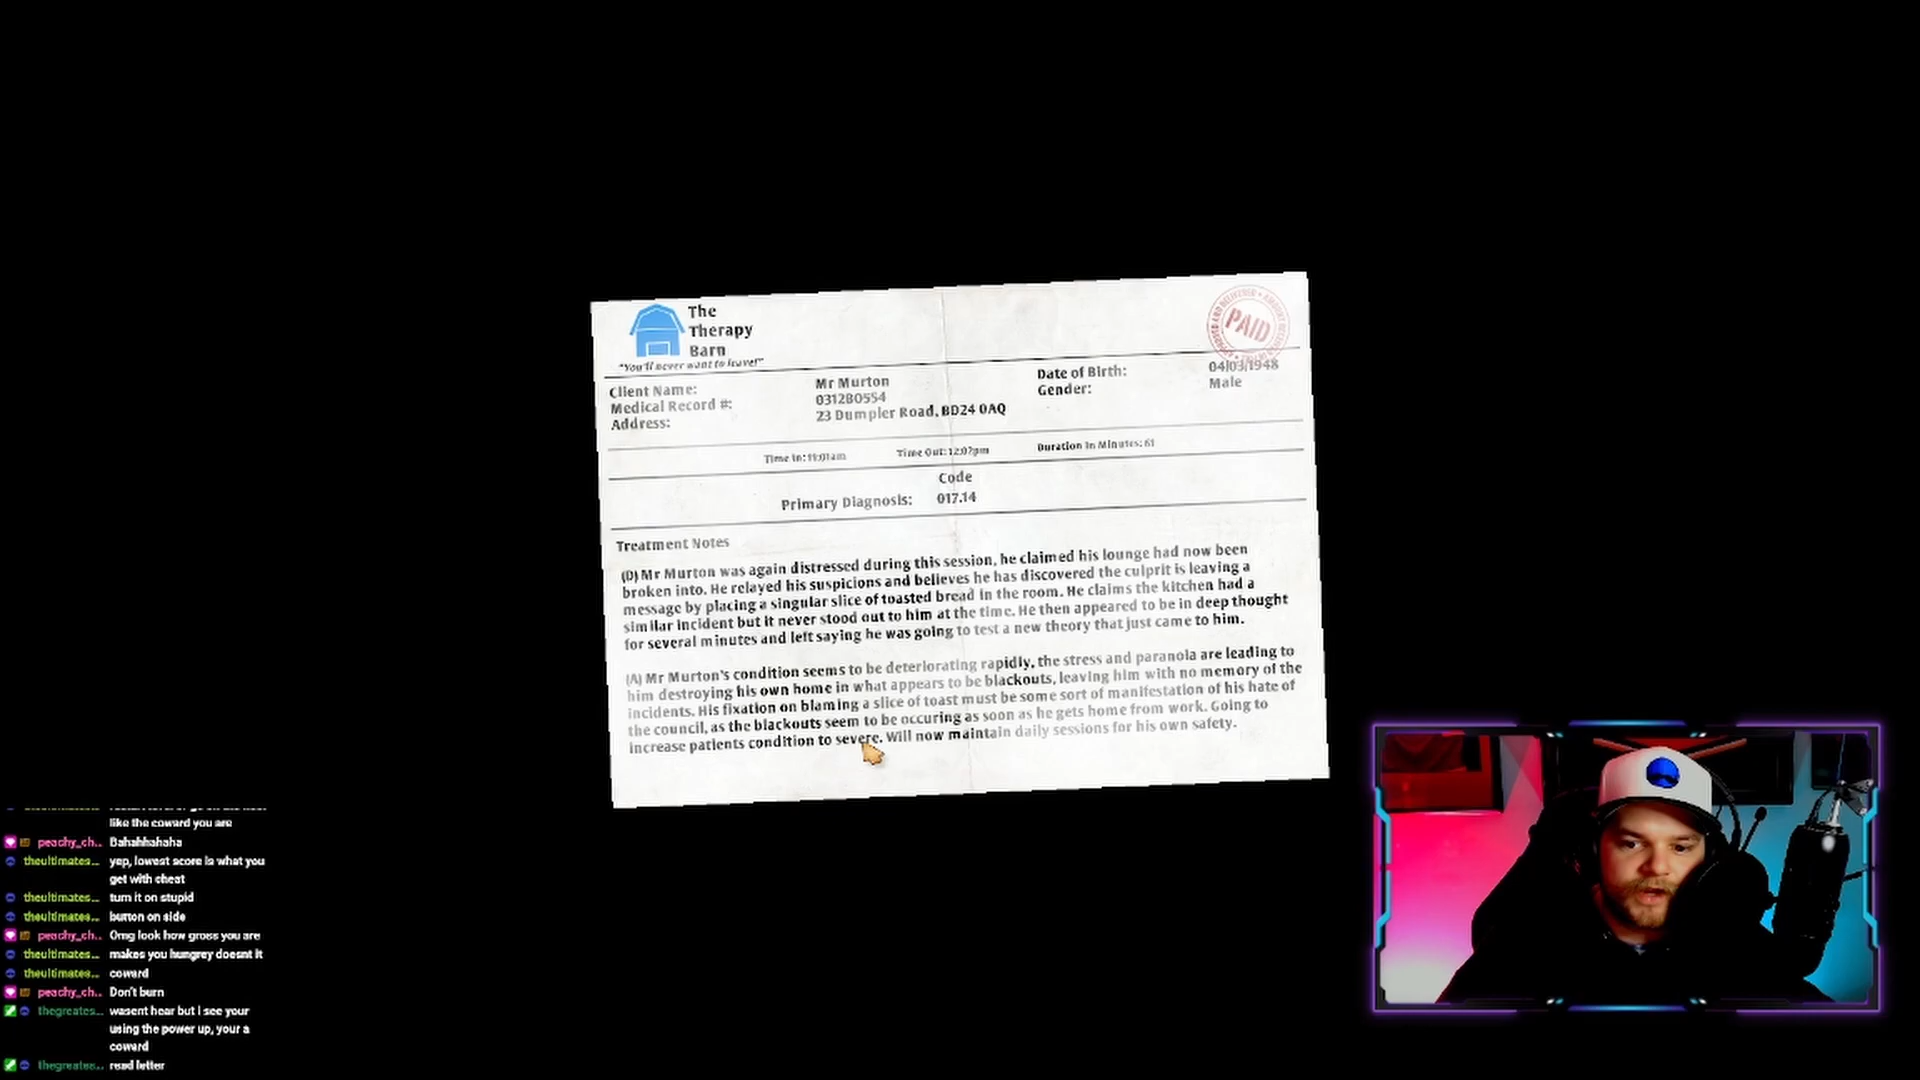 The
Therapy
Barn
"You'll never want to leave!"
PAID
Client Name: Mr Murton Date of Birth: 04/03/1948
Medical Record #: 031280554 Gender: Male
Address: 23 Dumpler Road, BD24 0AQ
Time In: 11:01am Time Out: 12:02pm Duration In Minutes: 61
Code
Primary Diagnosis: 017.14
Treatment Notes
(D) Mr Murton was again distressed during this session, he claimed his lounge had now been
broken into. He relayed his suspicions and believes he has discovered the culprit is leaving a
message by placing a singular slice of toasted bread in the room. He claims the kitchen had a
similar incident but it never stood out to him at the time. He then appeared to be in deep thought
for several minutes and left saying he was going to test a new theory that just came to him.
(A) Mr Murton's condition seems to be deteriorating rapidly, the stress and paranola are leading to
him destroying his own home in what appears to be blackouts, leaving him with no memory of the
incidents. His fixation on blaming a slice of toast must be some sort of manifestation of his hate of
the council, as the blackouts seem to be occuring as soon as he gets home from work. Going to
increase patients condition to severe. Will now maintain daily sessions for his own safety.
like the coward you are
peachy_ch.. Bahahhahaha
theultimates... yep, lowest score is what you
get with cheat
theultimates... turn it on stupid
theultimates... button on side
peachy_ch.. Omg look how gross you are
theultimates... makes you hungrey doesnt it
theultimates... coward
peachy_ch.. Don't burn
thegreates... wasent hear but i see your
using the power up, your a
coward
thegreates... read letter